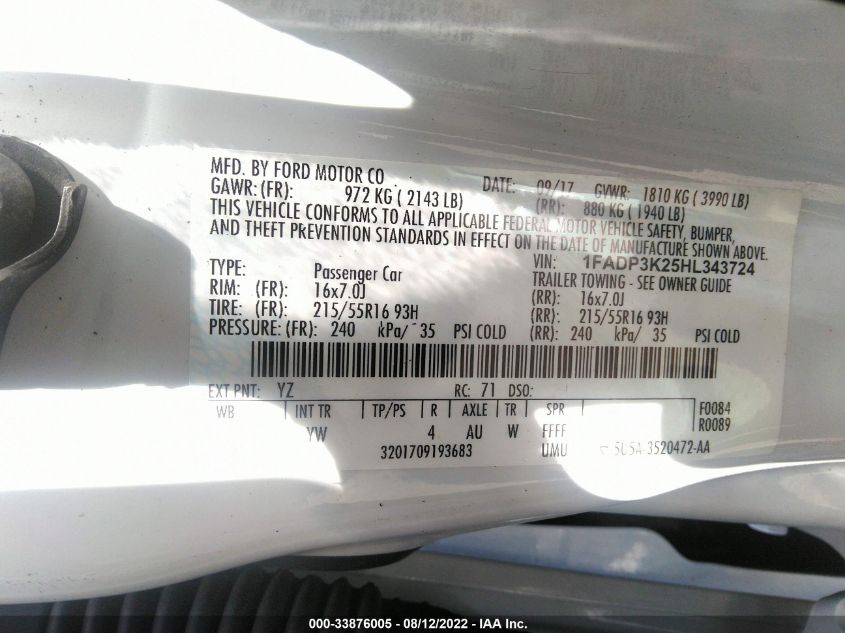 MFD. BY FORD MOTOR CO DATE: 09/17 GVWR: 1810 KG ( 3990 LB)
GAWR: (FR): 972 KG ( 2143 LB) (RR): 880 KG ( 1940 LB)
THIS VEHICLE CONFORMS TO ALL APPLICABLE FEDERAL MOTOR VEHICLE SAFETY, BUMPER,
AND THEFT PREVENTION STANDARDS IN EFFECT ON THE DATE OF MANUFACTURE SHOWN ABOVE.
VIN: 1FADP3K25HL343724
TYPE: Passenger Car TRAILER TOWING - SEE OWNER GUIDE
RIM: (FR): 16x7.0J (RR): 16x7.0J
TIRE: (FR): 215/55R16 93H (RR): 215/55R16 93H
PRESSURE: (FR): 240 kPa/ 35 PSI COLD (RR): 240 kPa/ 35 PSI COLD
EXT PNT: YZ RC: 71 DSO:
WB INT TR TP/PS R AXLE TR SPR F0084
R0089
YW 4 AU W FFFF
3201709193683 UMU 5U5A-3520472-AA
000-33876005 - 08/12/2022 - IAA Inc.